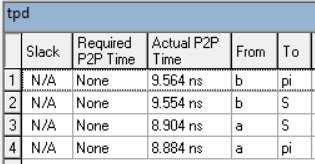 tpd
Slack Required P2P Time Actual P2P Time From To
1 N/A None 9.564 ns b pi
2 N/A None 9.554 ns b S
3 N/A None 8.904 ns a S
4 N/A None 8.884 ns a pi